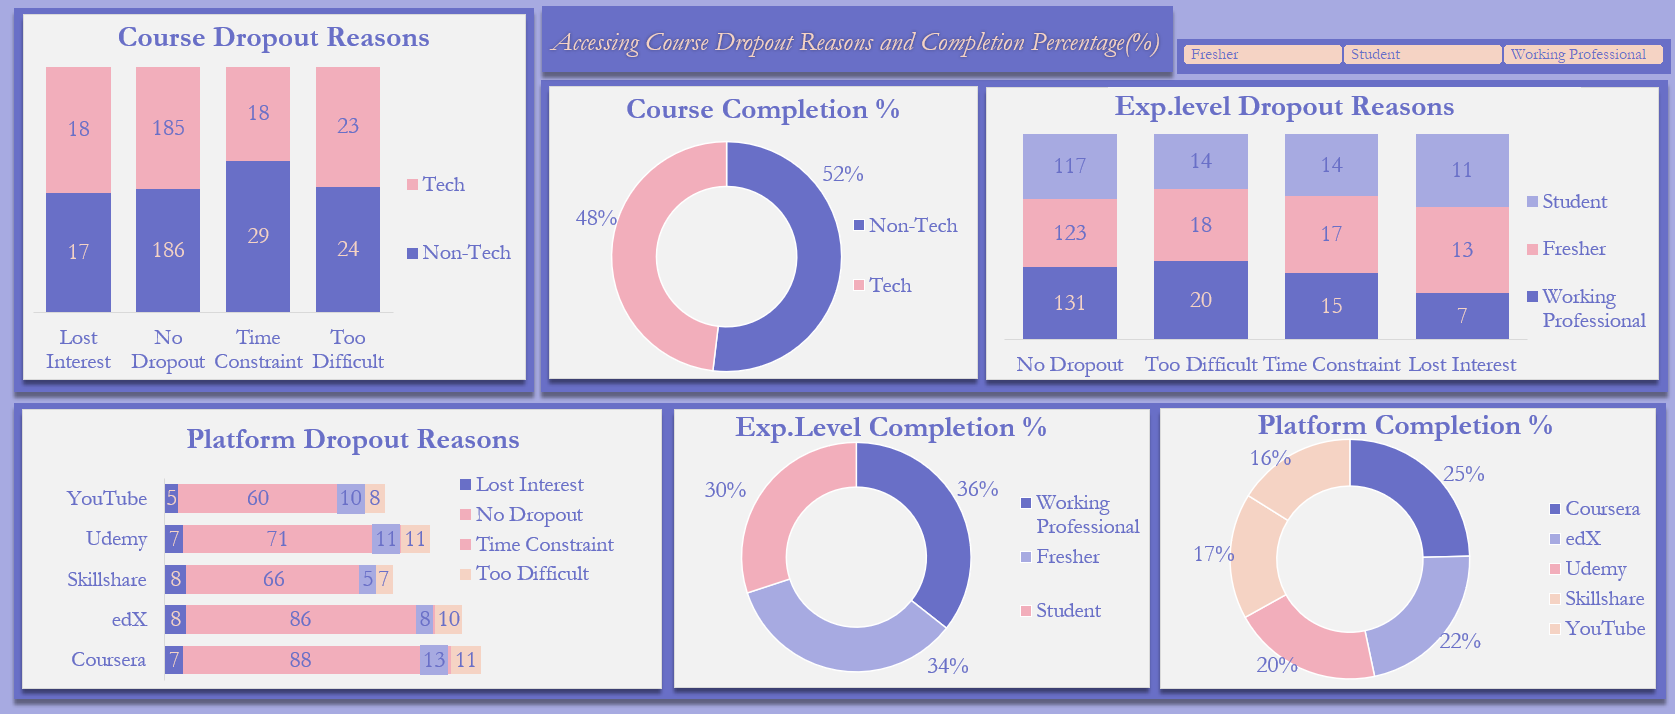 Course Dropout Reasons
18
185
18
23
17
186
29
24
Tech
Non-Tech
Lost Interest
No Dropout
Time Constraint
Too Difficult
Accessing Course Dropout Reasons and Completion Percentage(%)
Fresher
Student
Working Professional
Course Completion %
52%
48%
Non-Tech
Tech
Exp.level Dropout Reasons
117
14
14
11
123
18
17
13
131
20
15
7
Student
Fresher
Working
Professional
No Dropout
Too Difficult
Time Constraint
Lost Interest
Platform Dropout Reasons
YouTube 5 60 10 8
Udemy 7 71 11 11
Skillshare 8 66 5 7
edX 8 86 8 10
Coursera 7 88 13 11
Lost Interest
No Dropout
Time Constraint
Too Difficult
Exp.Level Completion %
30%
36%
34%
Working
Professional
Fresher
Student
Platform Completion %
16%
25%
17%
22%
20%
Coursera
edX
Udemy
Skillshare
YouTube